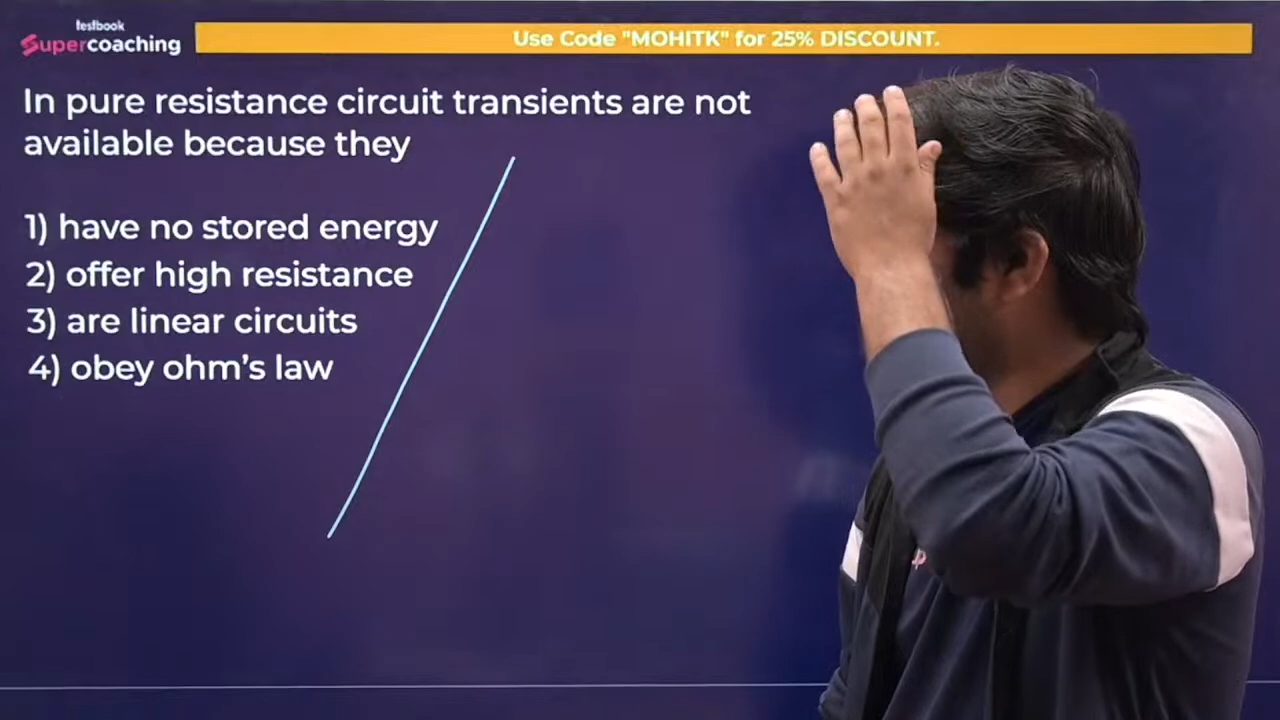 testbook
Supercoaching
Use Code "MOHITK" for 25% DISCOUNT.
In pure resistance circuit transients are not
available because they
1) have no stored energy
2) offer high resistance
3) are linear circuits
4) obey ohm's law